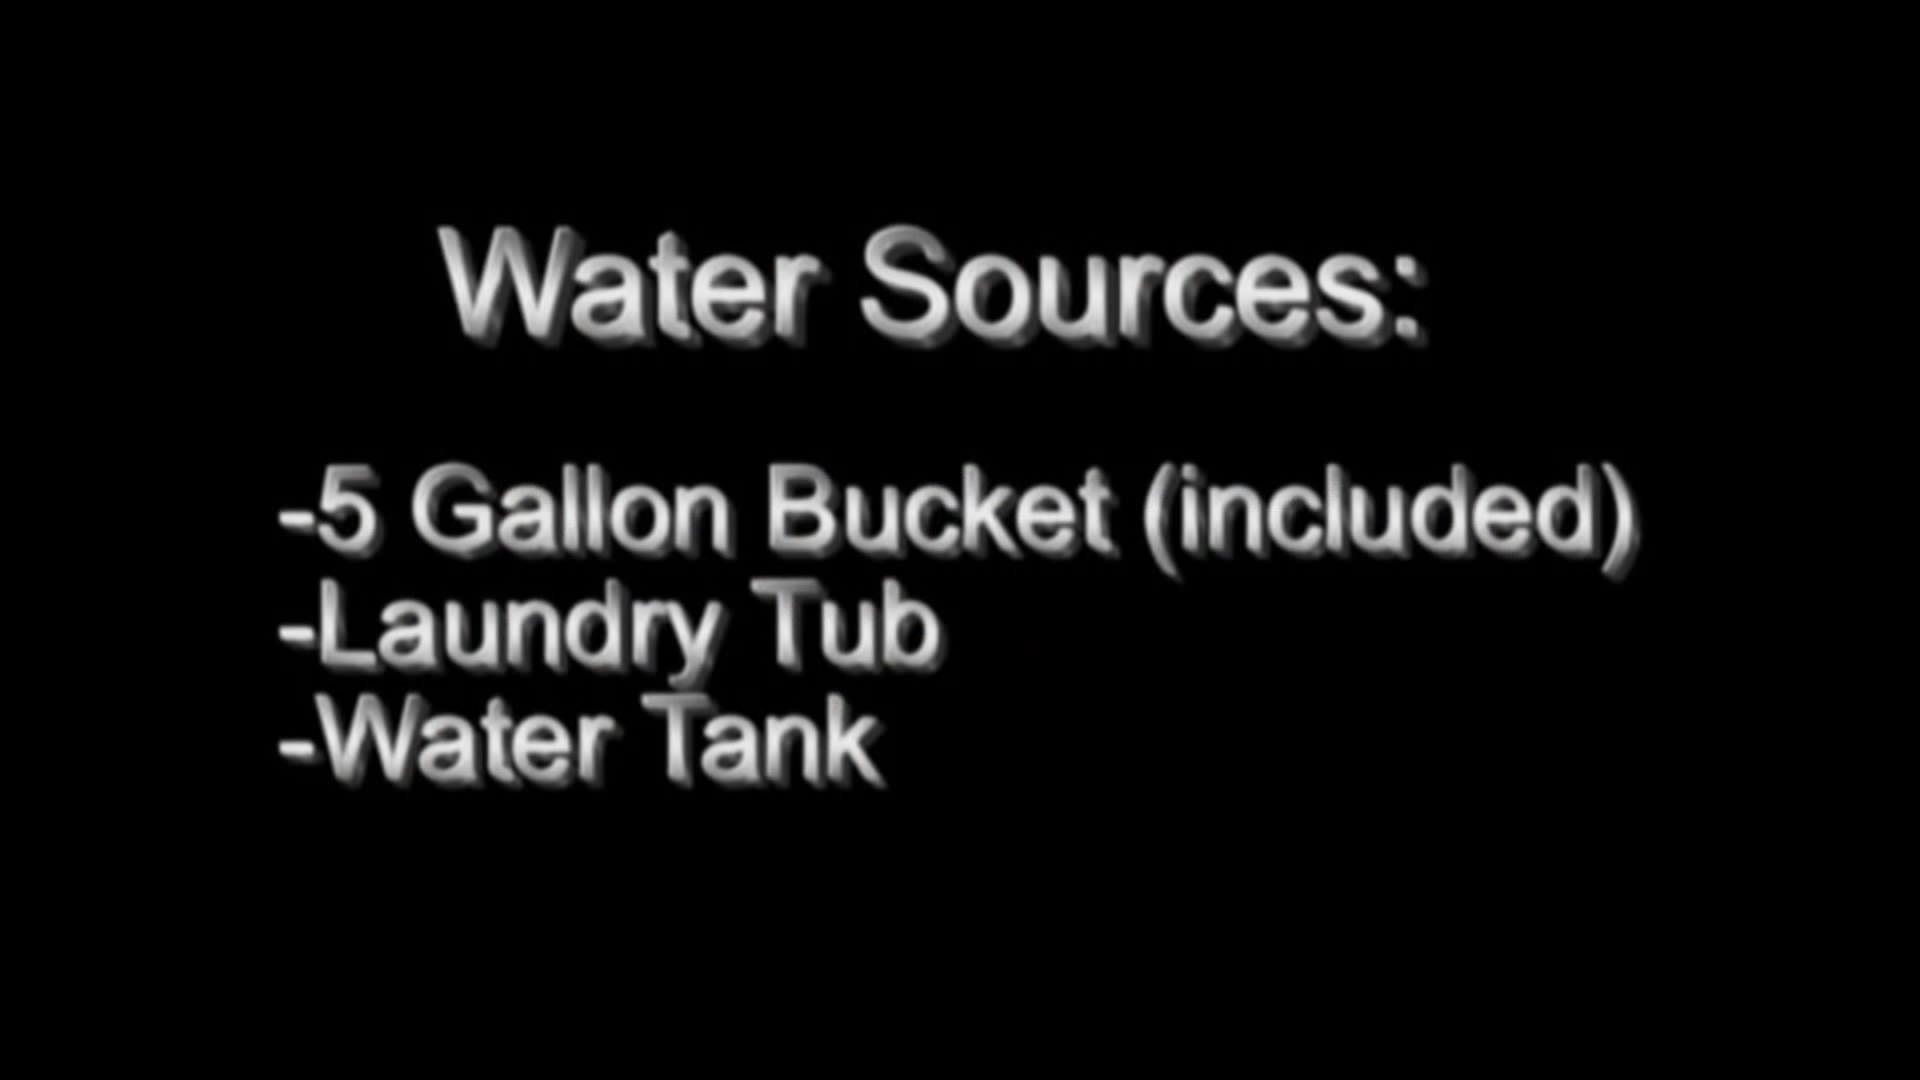 Water Sources:
-5 Gallon Bucket (included)
-Laundry Tub
-Water Tank